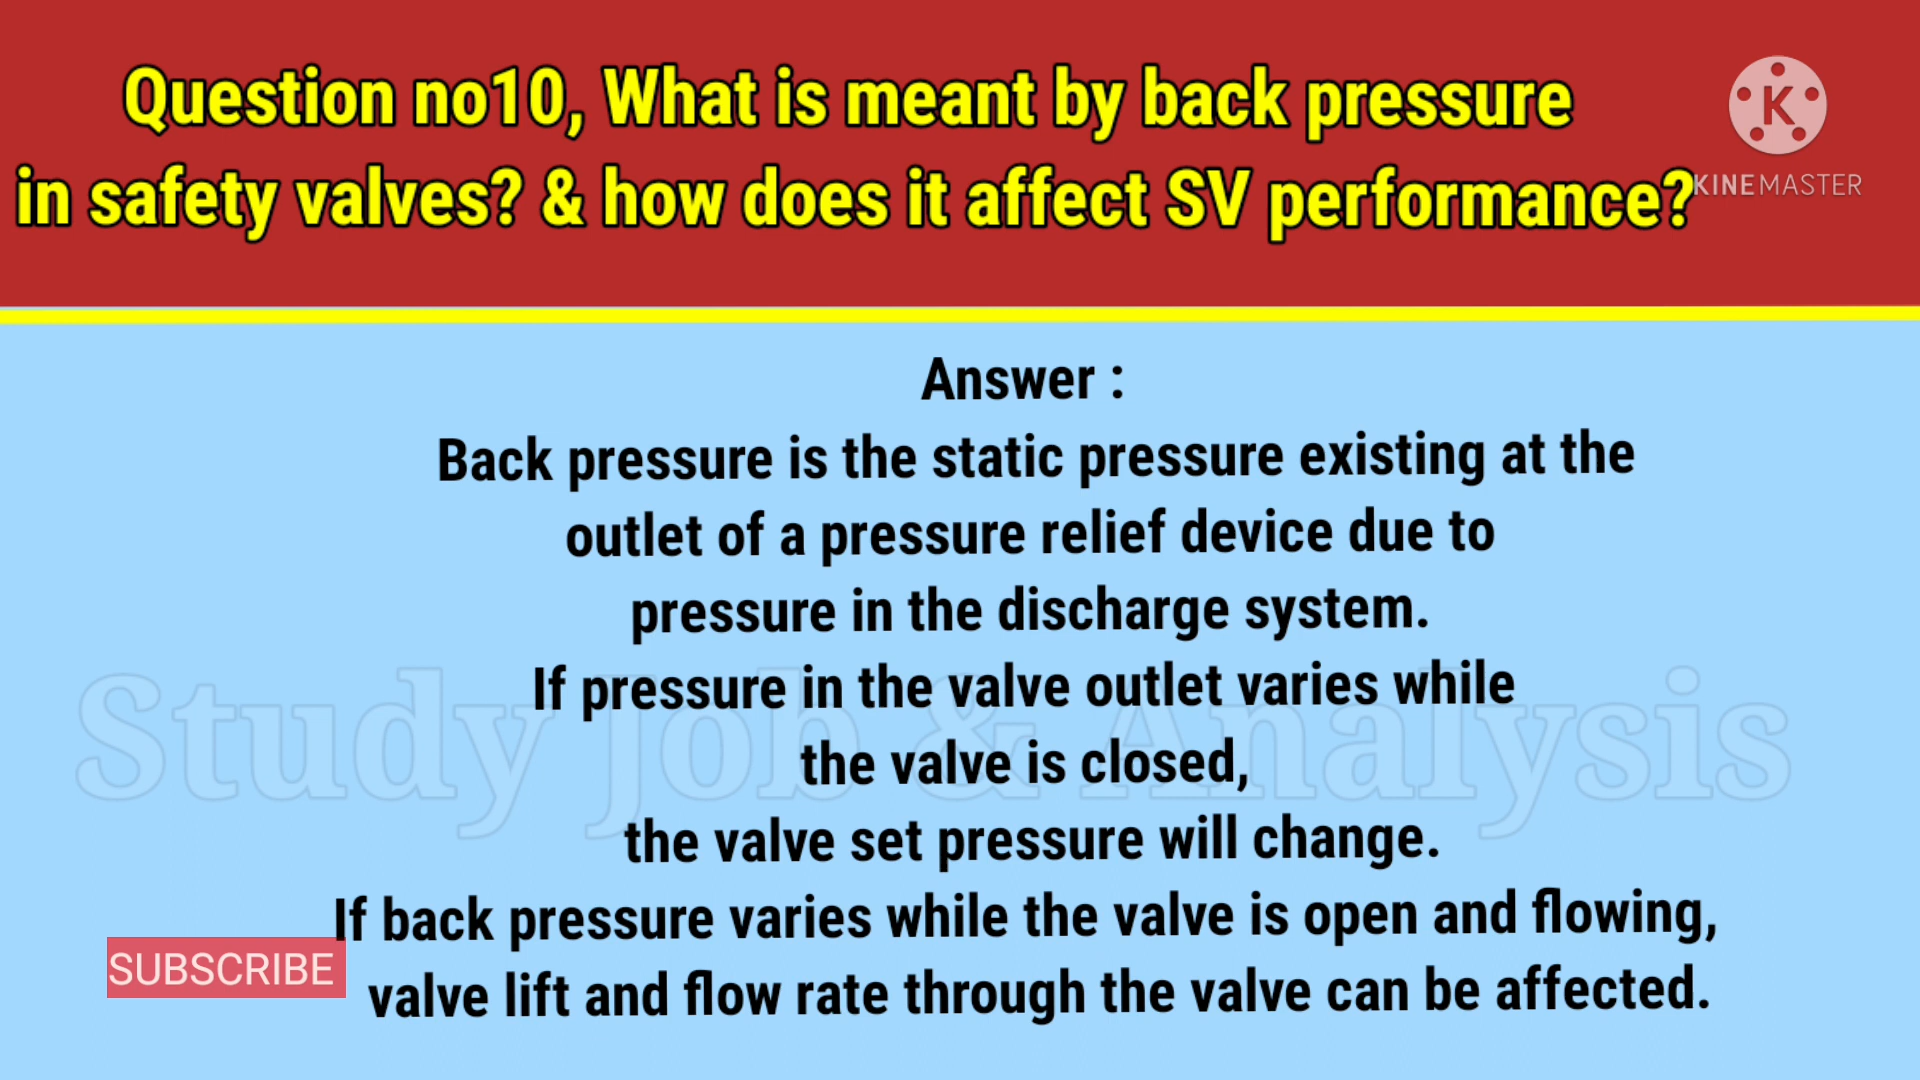 Question no10, What is meant by back pressure
in safety valves? & how does it affect SV performance?
K
KINEMASTER
Answer :
Back pressure is the static pressure existing at the
outlet of a pressure relief device due to
pressure in the discharge system.
If pressure in the valve outlet varies while
the valve is closed,
the valve set pressure will change.
If back pressure varies while the valve is open and flowing,
valve lift and flow rate through the valve can be affected.
Study Job & Analysis
SUBSCRIBE